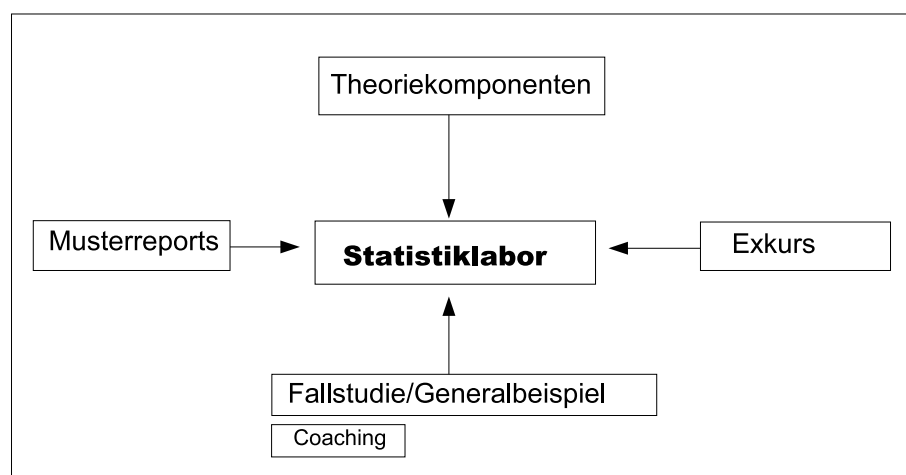 Theoriekomponenten
Musterreports
Statistiklabor
Exkurs
Fallstudie/Generalbeispiel
Coaching